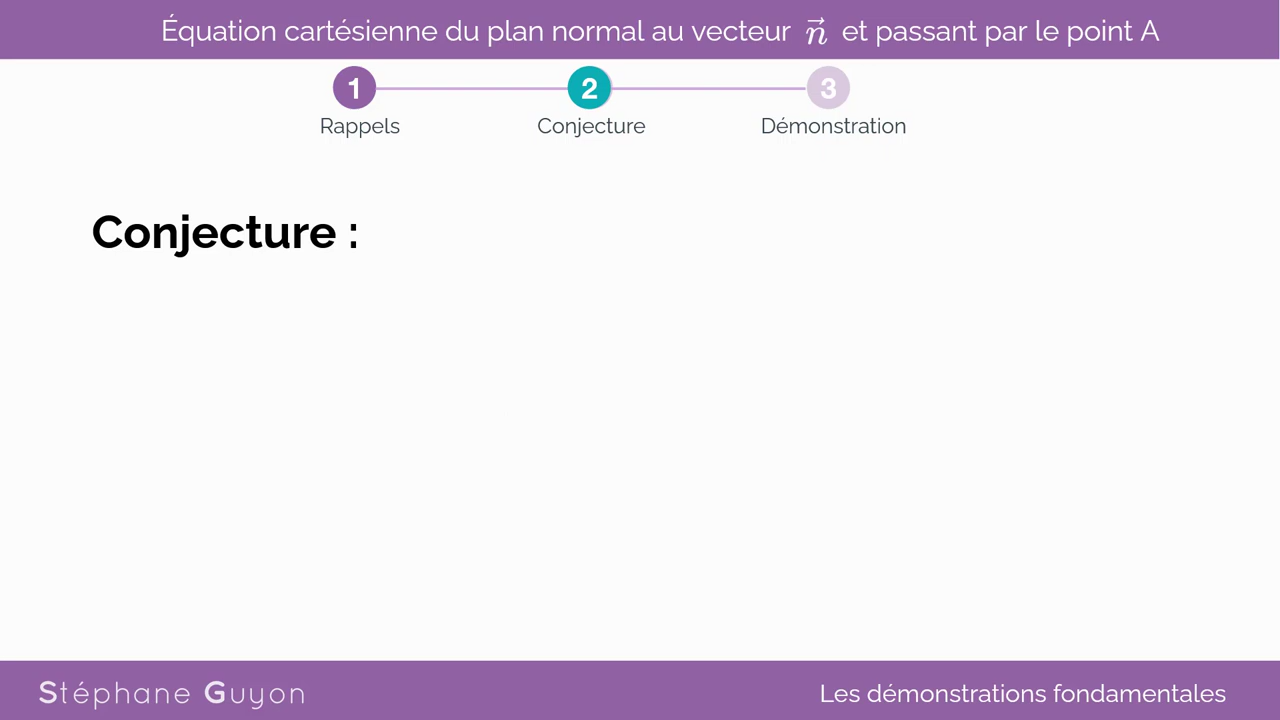 Équation cartésienne du plan normal au vecteur $\vec{n}$ et passant par le point A
1 2 3
Rappels Conjecture Démonstration
Conjecture :
Stéphane Guyon Les démonstrations fondamentales